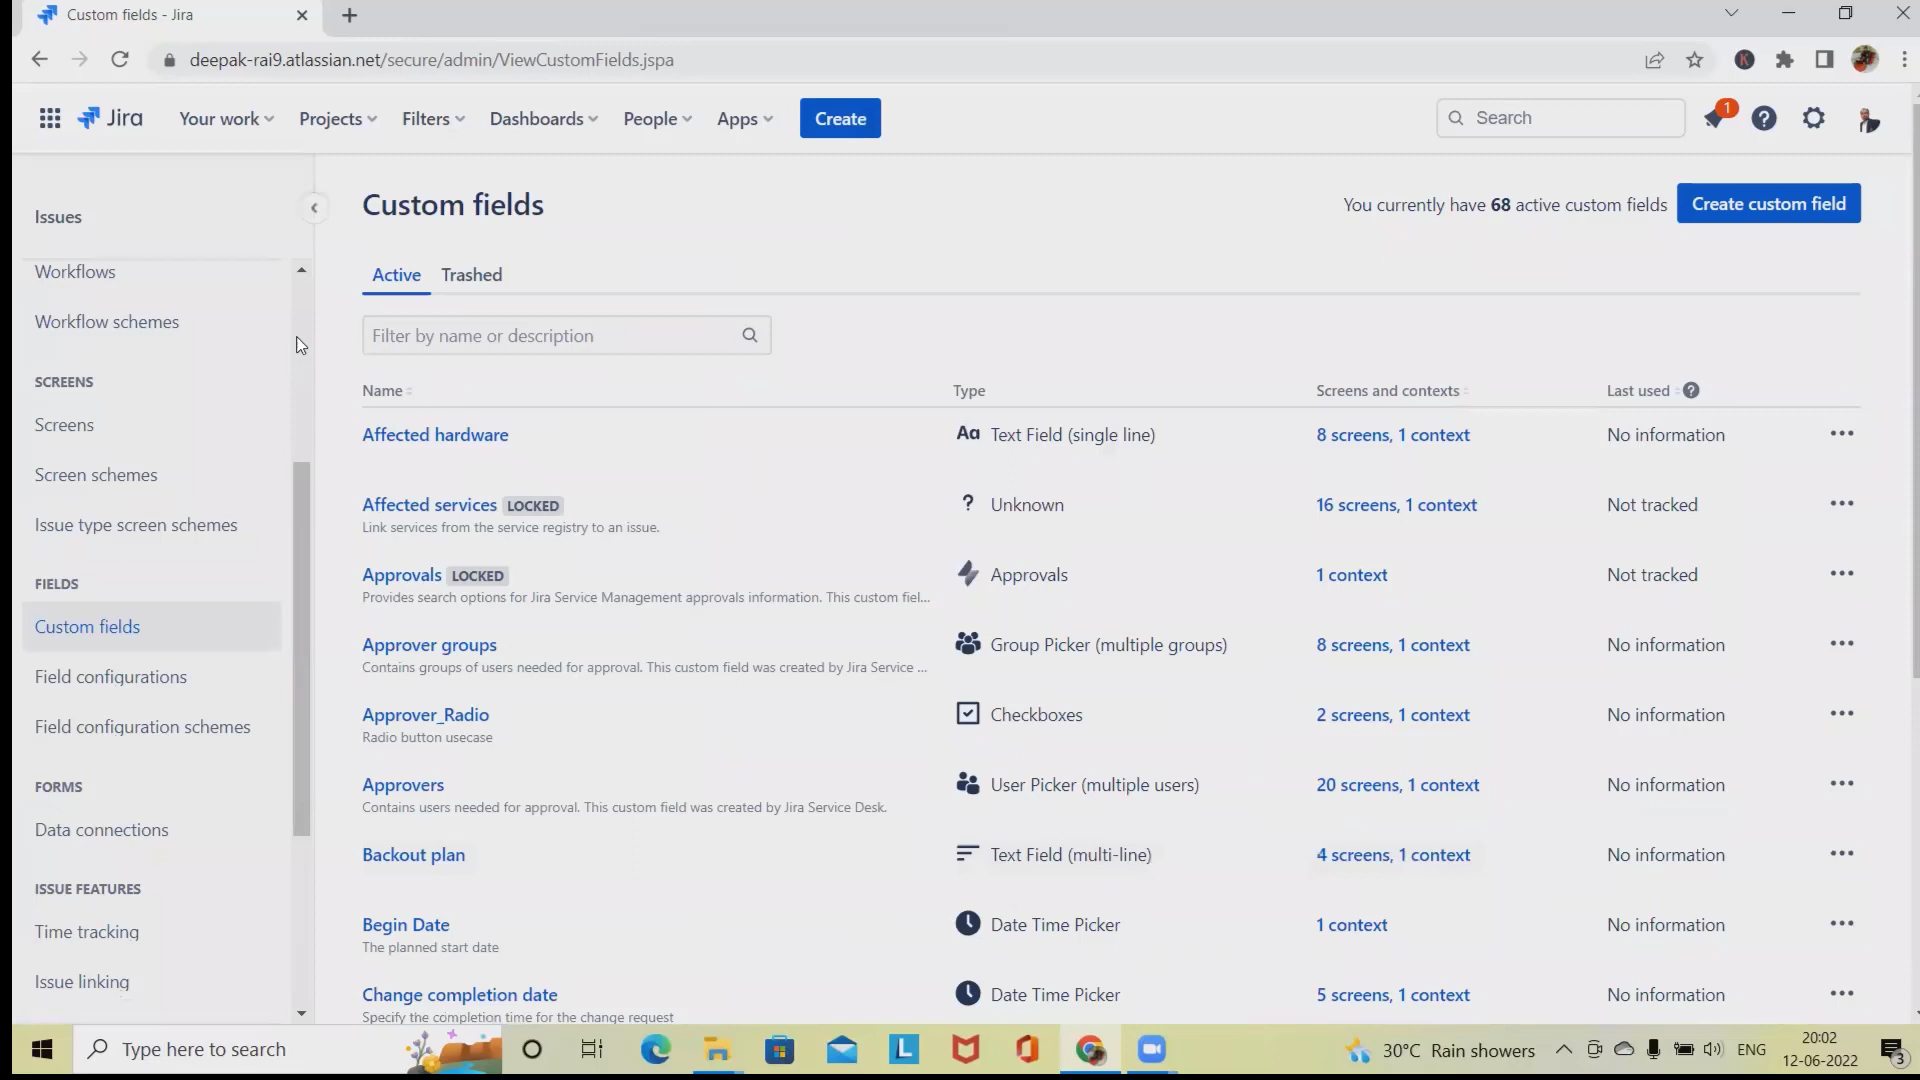 Custom fields - Jira
deepak-rai9.atlassian.net/secure/admin/ViewCustomFields.jspa
K
Jira
Your work
Projects
Filters
Dashboards
People
Apps
Create
Search
1
Issues
Workflows
Workflow schemes
SCREENS
Screens
Screen schemes
Issue type screen schemes
FIELDS
Custom fields
Field configurations
Field configuration schemes
FORMS
Data connections
ISSUE FEATURES
Time tracking
Issue linking
Custom fields
You currently have 68 active custom fields
Create custom field
Active Trashed
Filter by name or description
Name Type Screens and contexts Last used
Affected hardware Aa Text Field (single line) 8 screens, 1 context No information
Affected services LOCKED ? Unknown 16 screens, 1 context Not tracked
Link services from the service registry to an issue.
Approvals LOCKED Approvals 1 context Not tracked
Provides search options for Jira Service Management approvals information. This custom fiel...
Approver groups Group Picker (multiple groups) 8 screens, 1 context No information
Contains groups of users needed for approval. This custom field was created by Jira Service ...
Approver_Radio Checkboxes 2 screens, 1 context No information
Radio button usecase
Approvers User Picker (multiple users) 20 screens, 1 context No information
Contains users needed for approval. This custom field was created by Jira Service Desk.
Backout plan Text Field (multi-line) 4 screens, 1 context No information
Begin Date Date Time Picker 1 context No information
The planned start date
Change completion date Date Time Picker 5 screens, 1 context No information
Specify the completion time for the change request
Type here to search
L
30°C Rain showers
ENG
20:02
12-06-2022
3